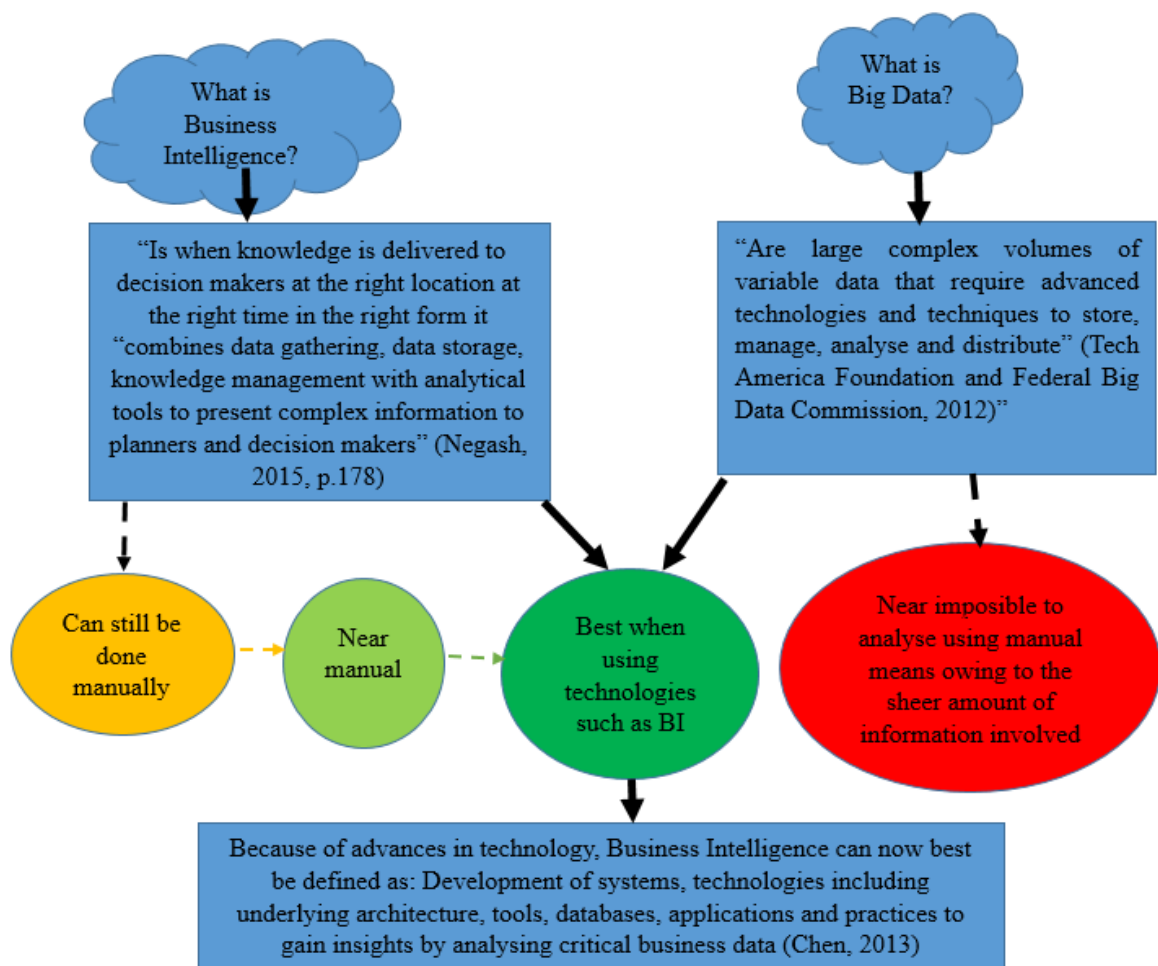 What is
Business
Intelligence?
What is
Big Data?
“Is when knowledge is delivered to
decision makers at the right location at
the right time in the right form it
“combines data gathering, data storage,
knowledge management with analytical
tools to present complex information to
planners and decision makers” (Negash,
2015, p.178)
“Are large complex volumes of
variable data that require advanced
technologies and techniques to store,
manage, analyse and distribute” (Tech
America Foundation and Federal Big
Data Commission, 2012)”
Can still be
done
manually
Near
manual
Best when
using
technologies
such as BI
Near imposible to
analyse using manual
means owing to the
sheer amount of
information involved
Because of advances in technology, Business Intelligence can now best
be defined as: Development of systems, technologies including
underlying architecture, tools, databases, applications and practices to
gain insights by analysing critical business data (Chen, 2013)